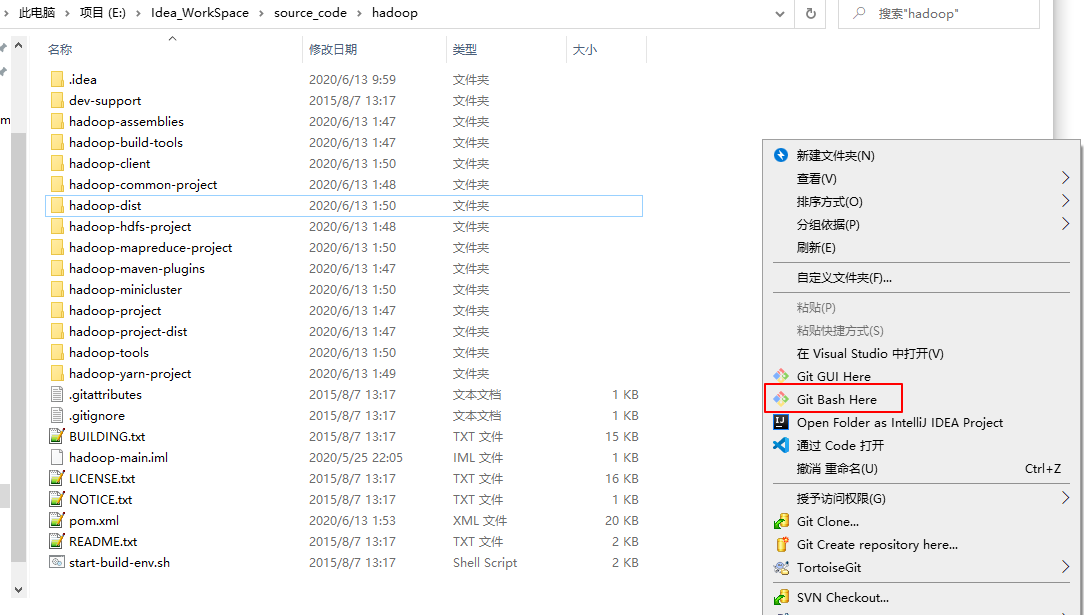 此电脑 › 项目 (E:) › Idea_WorkSpace › source_code › hadoop
搜索"hadoop"
名称 修改日期 类型 大小
.idea 2020/6/13 9:59 文件夹
dev-support 2015/8/7 13:17 文件夹
hadoop-assemblies 2020/6/13 1:47 文件夹
hadoop-build-tools 2020/6/13 1:47 文件夹
hadoop-client 2020/6/13 1:50 文件夹
hadoop-common-project 2020/6/13 1:48 文件夹
hadoop-dist 2020/6/13 1:50 文件夹
hadoop-hdfs-project 2020/6/13 1:48 文件夹
hadoop-mapreduce-project 2020/6/13 1:50 文件夹
hadoop-maven-plugins 2020/6/13 1:47 文件夹
hadoop-minicluster 2020/6/13 1:50 文件夹
hadoop-project 2020/6/13 1:47 文件夹
hadoop-project-dist 2020/6/13 1:47 文件夹
hadoop-tools 2020/6/13 1:50 文件夹
hadoop-yarn-project 2020/6/13 1:49 文件夹
.gitattributes 2015/8/7 13:17 文本文档 1 KB
.gitignore 2015/8/7 13:17 文本文档 1 KB
BUILDING.txt 2015/8/7 13:17 TXT 文件 15 KB
hadoop-main.iml 2020/5/25 22:05 IML 文件 1 KB
LICENSE.txt 2015/8/7 13:17 TXT 文件 16 KB
NOTICE.txt 2015/8/7 13:17 TXT 文件 1 KB
pom.xml 2020/6/13 1:53 XML 文件 20 KB
README.txt 2015/8/7 13:17 TXT 文件 2 KB
start-build-env.sh 2015/8/7 13:17 Shell Script 2 KB
m
新建文件夹(N)
查看(V)
排序方式(O)
分组依据(P)
刷新(E)
自定义文件夹(F)...
粘贴(P)
粘贴快捷方式(S)
在 Visual Studio 中打开(V)
Git GUI Here
Git Bash Here
Open Folder as IntelliJ IDEA Project
通过 Code 打开
撤消 重命名(U) Ctrl+Z
授予访问权限(G)
Git Clone...
Git Create repository here...
TortoiseGit
SVN Checkout...